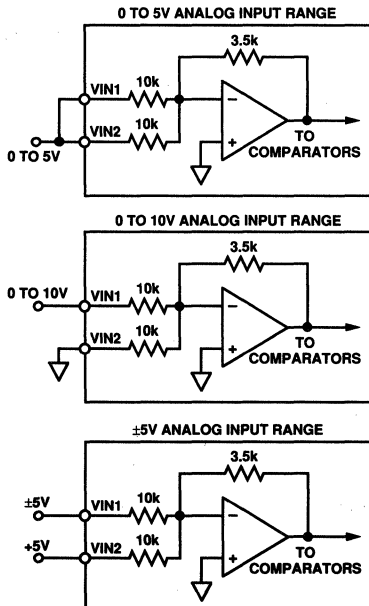 0 TO 5V ANALOG INPUT RANGE
3.5k
VIN1
10k
VIN2
10k
0 TO 5V
−
+
TO
COMPARATORS
0 TO 10V ANALOG INPUT RANGE
3.5k
0 TO 10V
VIN1
10k
VIN2
10k
−
+
TO
COMPARATORS
±5V ANALOG INPUT RANGE
3.5k
±5V
VIN1
10k
+5V
VIN2
10k
−
+
TO
COMPARATORS